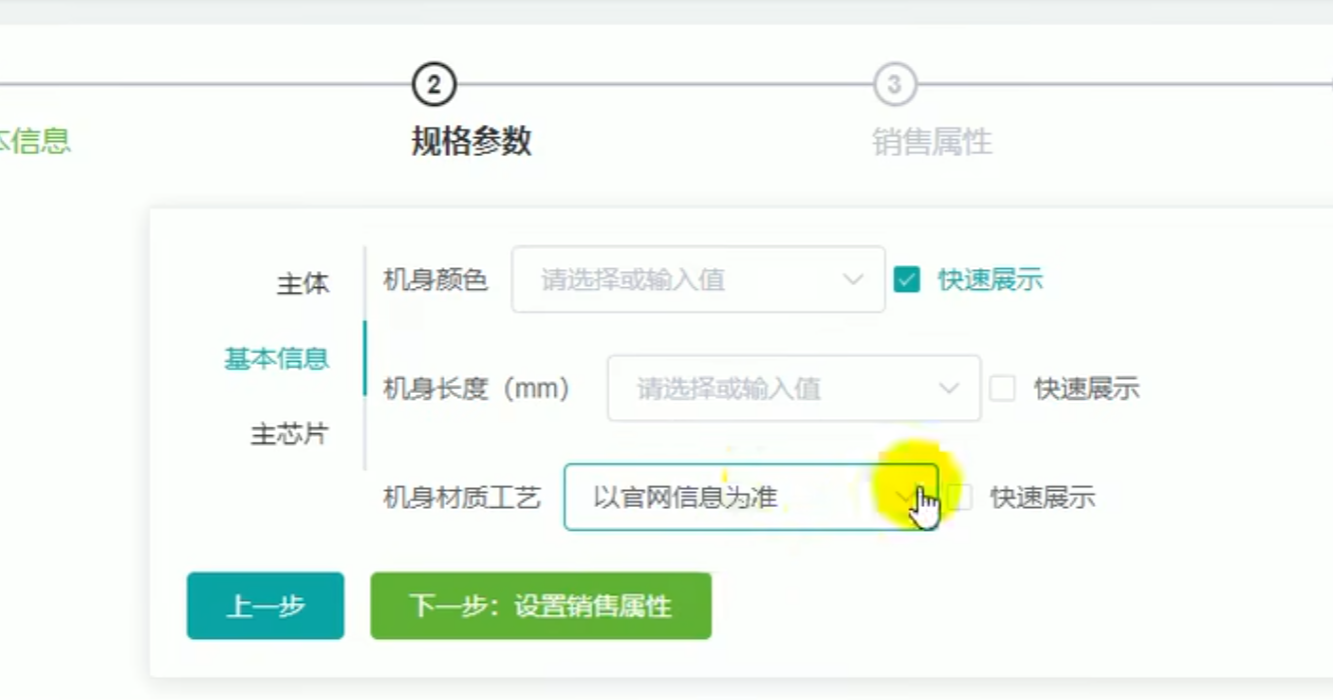 2
3
本信息
规格参数
销售属性
主体
基本信息
主芯片
机身颜色
请选择或输入值
快速展示
机身长度（mm）
请选择或输入值
快速展示
机身材质工艺
以官网信息为准
快速展示
上一步
下一步：设置销售属性